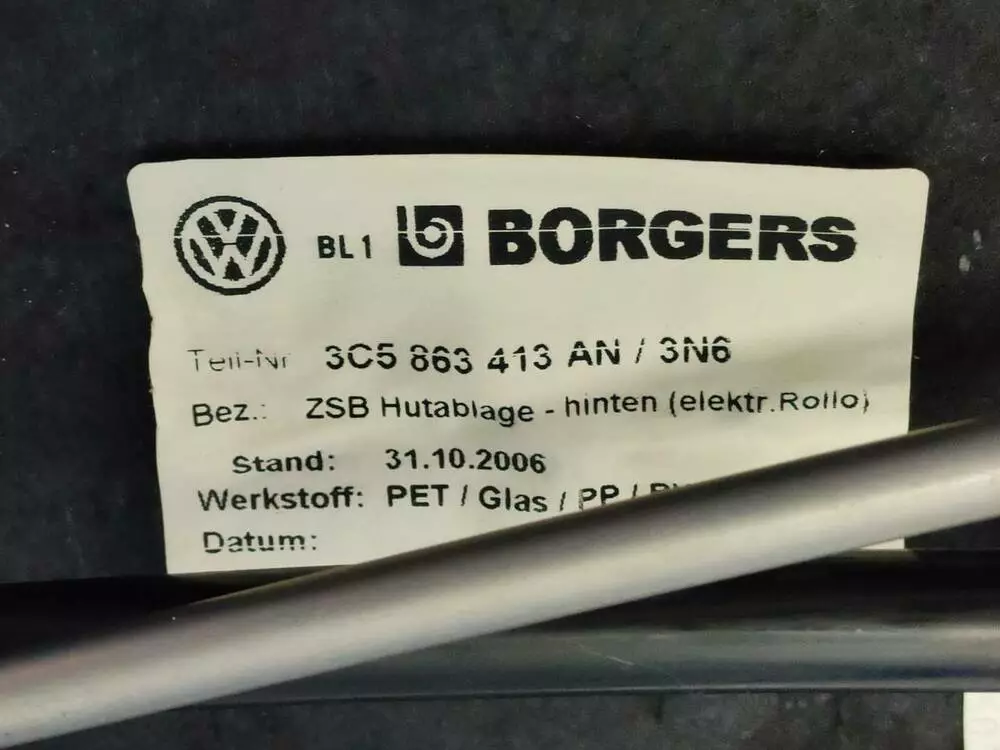 VW BL1 b BORGERS
Teil-Nr 3C5 863 413 AN / 3N6
Bez.: ZSB Hutablage - hinten (elektr.Rollo)
Stand: 31.10.2006
Werkstoff: PET / Glas / PP /
Datum: